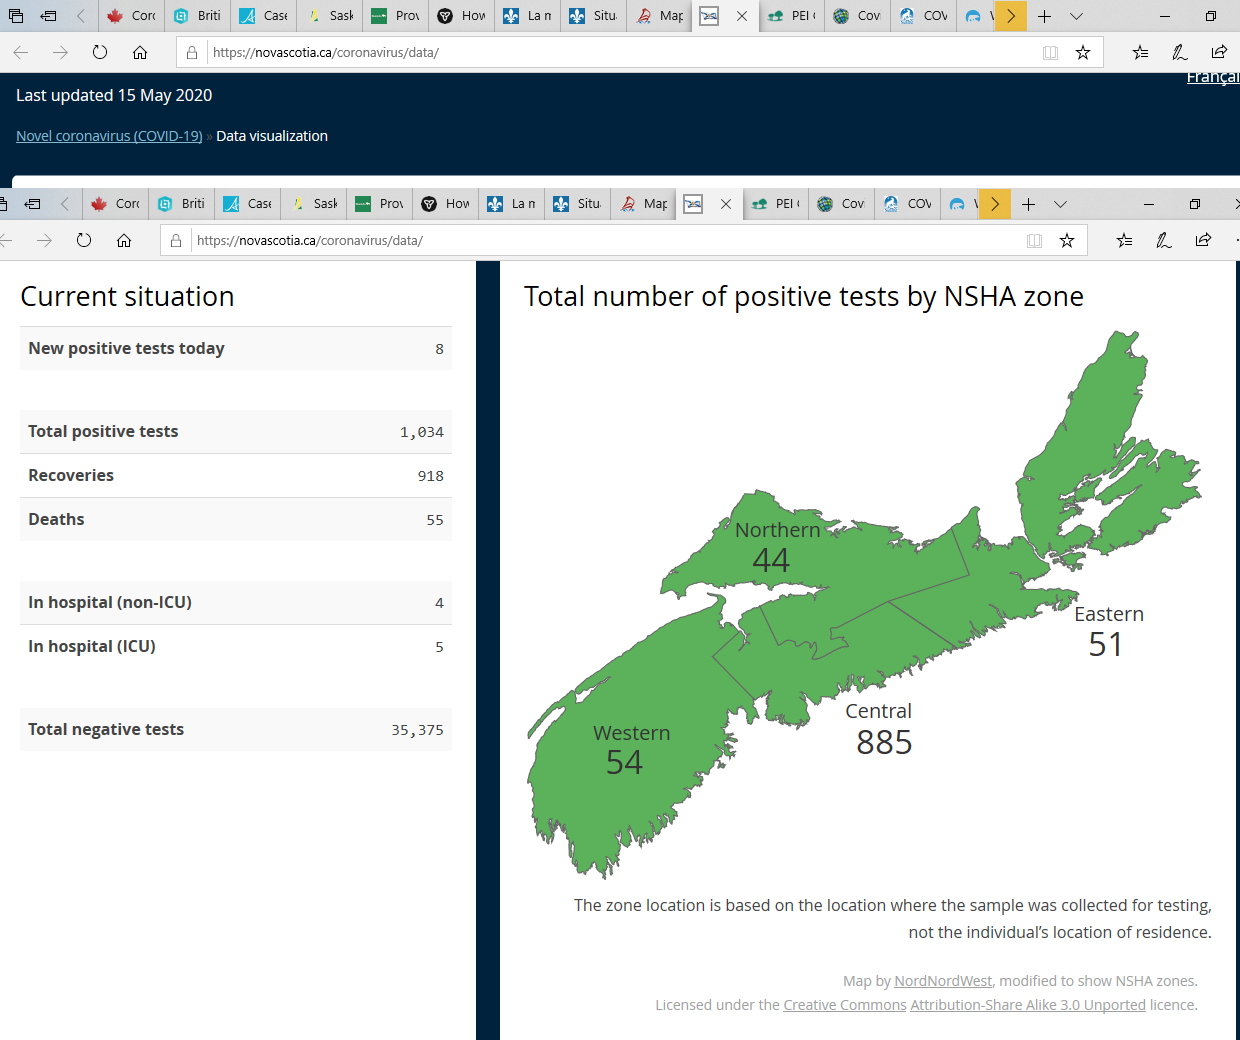 Corc
Briti
Case
Sask
Prov
How
La n
Situ
Map
PEI (
Cov
COV
https://novascotia.ca/coronavirus/data/
Françai
Last updated 15 May 2020
Novel coronavirus (COVID-19) » Data visualization
Corc
Briti
Case
Sask
Prov
How
La n
Situ
Map
PEI (
Cov
COV
https://novascotia.ca/coronavirus/data/
Current situation
New positive tests today 8
Total positive tests 1,034
Recoveries 918
Deaths 55
In hospital (non-ICU) 4
In hospital (ICU) 5
Total negative tests 35,375
Total number of positive tests by NSHA zone
Northern
44
Eastern
51
Central
885
Western
54
The zone location is based on the location where the sample was collected for testing,
not the individual’s location of residence.
Map by NordNordWest, modified to show NSHA zones.
Licensed under the Creative Commons Attribution-Share Alike 3.0 Unported licence.